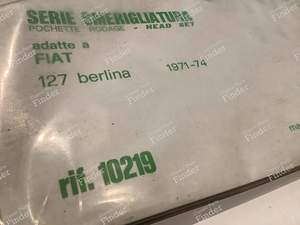 SERIE SMERIGLIATURA
POCHETTE RODAGE - HEAD SET
adatte a
FIAT
127 berlina 1971-74
rif. 10219